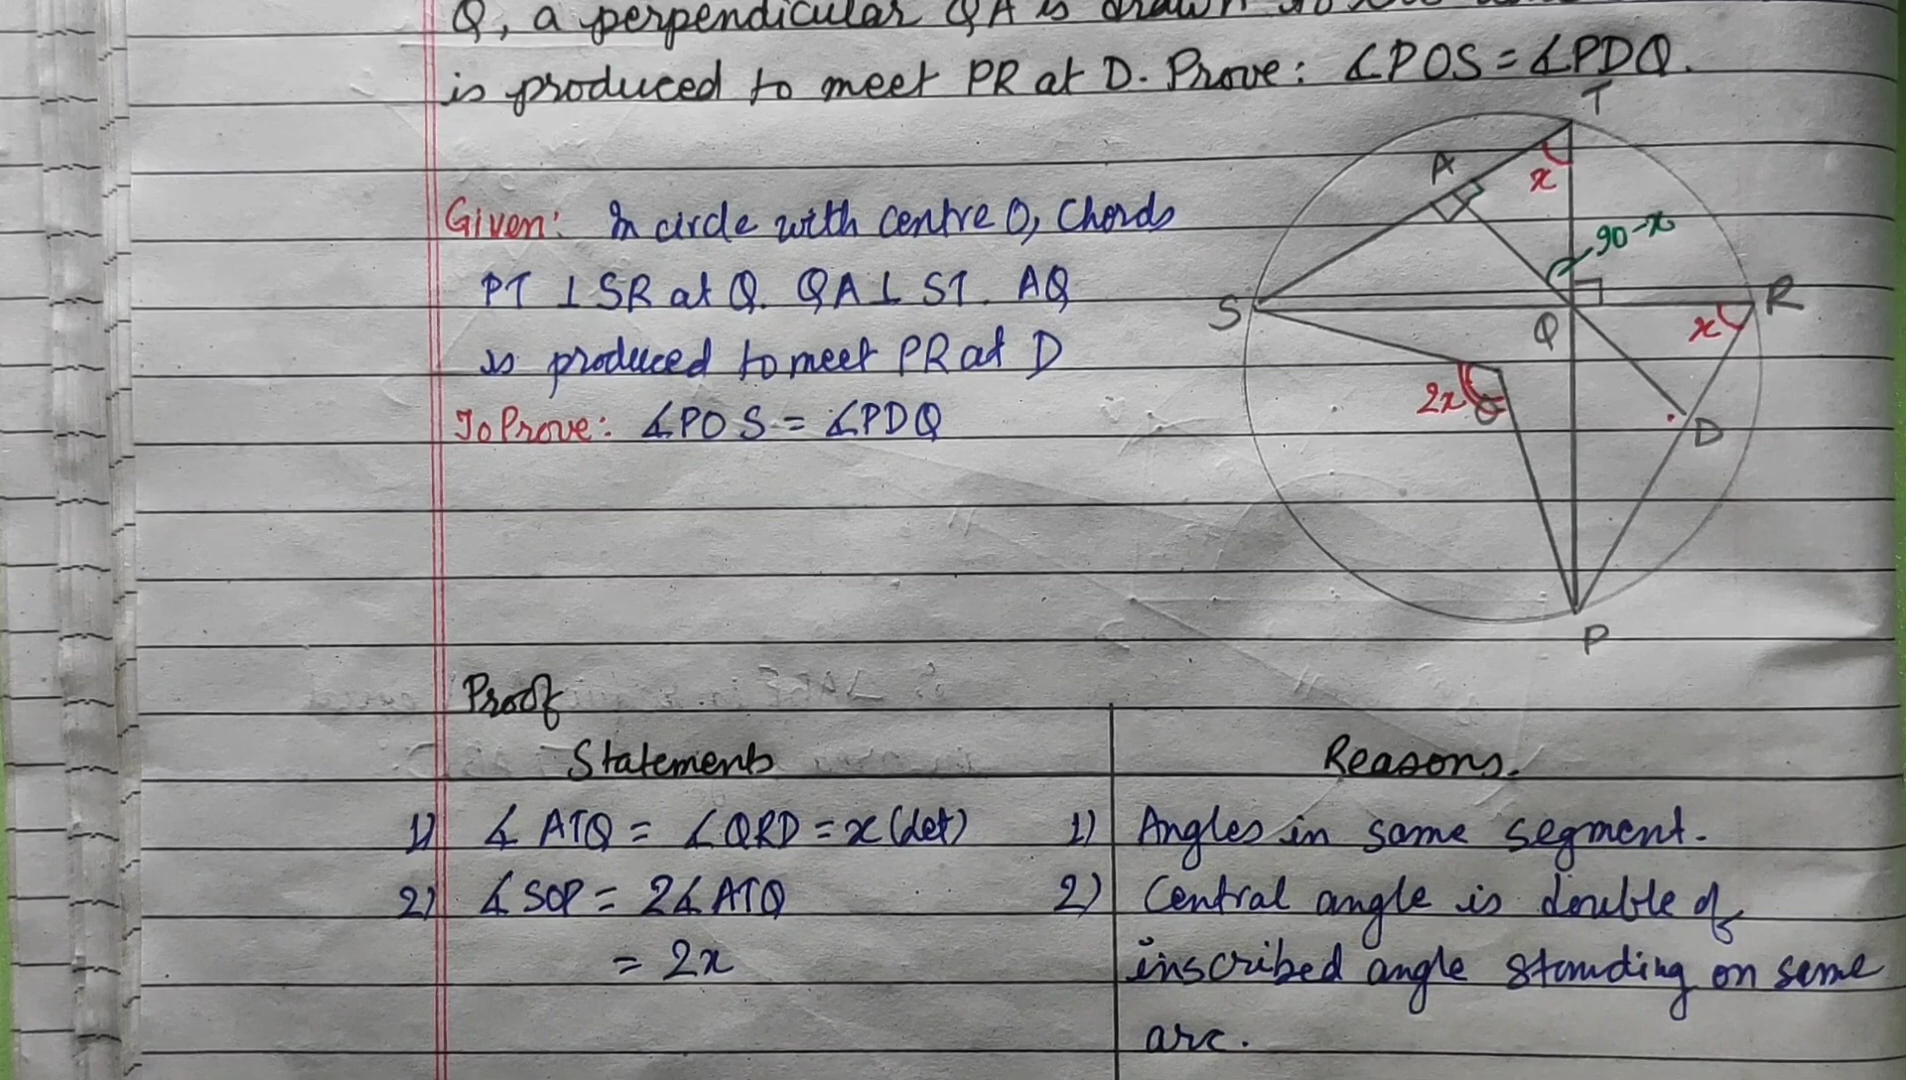 Q, a perpendicular QA is drawn
is produced to meet PR at D. Prove: ∡POS = ∡PDQ.
T
A
x
Given: In circle with centre O, Chords
90-x
PT ⊥ SR at Q. QA ⊥ ST. AQ
S
R
Q
x
is produced to meet PR at D
2x
O
To Prove: ∡POS = ∡PDQ
D
P
Proof
Statements
Reasons.
1) ∡ATQ = ∠QRD = x (let)
1) Angles in same segment.
2) ∡SOP = 2∡ATQ
2) Central angle is double of
= 2x
inscribed angle standing on same
arc.